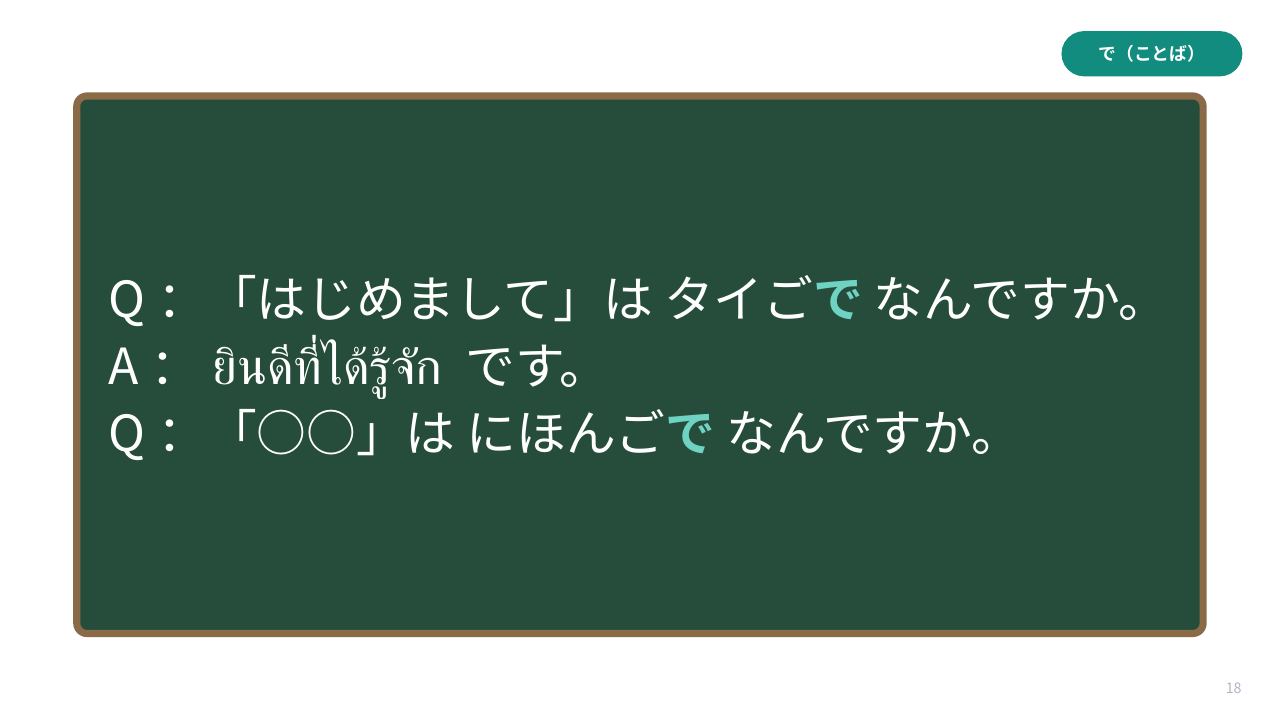 で（ことば）
Q： 「はじめまして」は タイごで なんですか。
A： ยินดีที่ได้รู้จัก です。
Q： 「○○」は にほんごで なんですか。
18